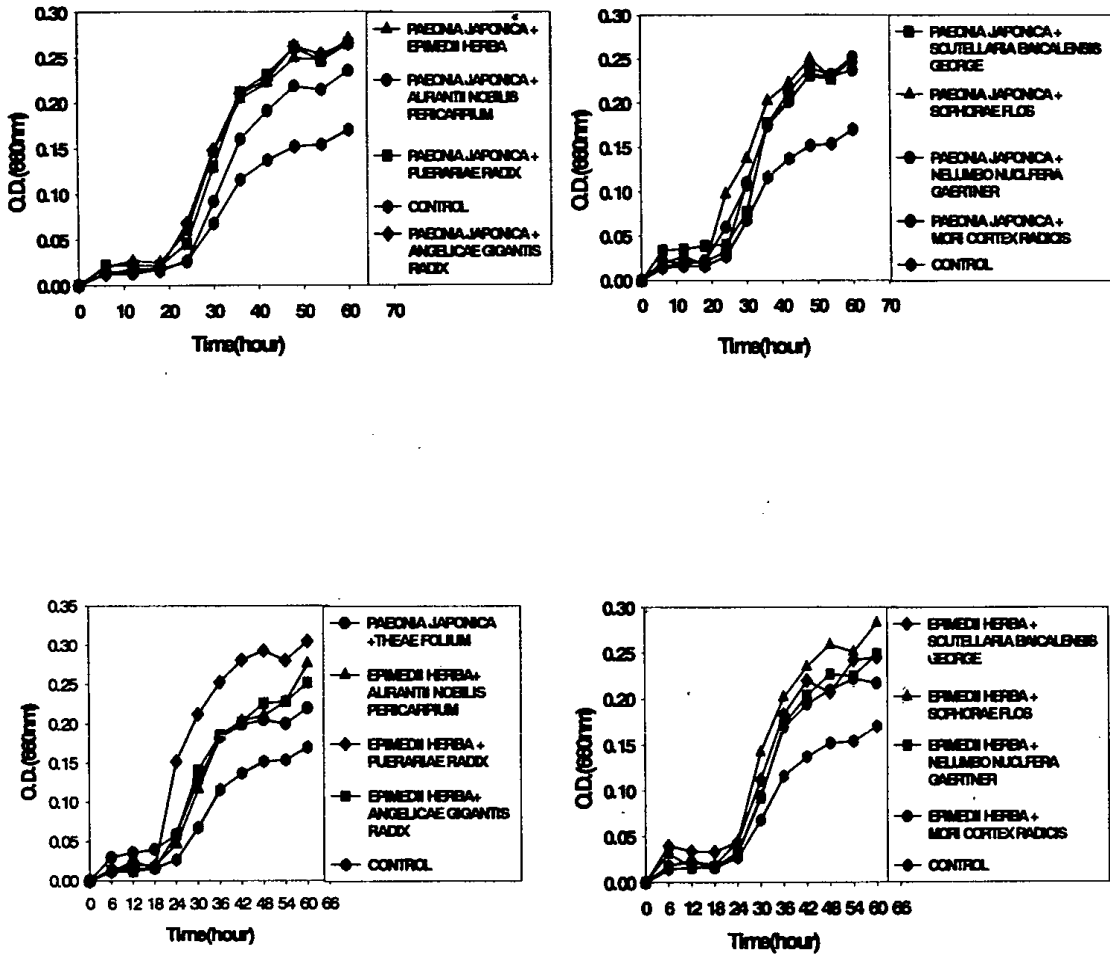 0.30
0.25
0.20
0.15
0.10
0.05
0.00
O.D.(660nm)
0 10 20 30 40 50 60 70
Time(hour)
PAEONIA JAPONICA +
EPIMEDII HERBA
PAEONIA JAPONICA +
AURANTII NOBILIS
PERICARPIUM
PAEONIA JAPONICA +
PUERARIAE RADIX
CONTROL
PAEONIA JAPONICA +
ANGELICAE GIGANTIS
RADIX
0.30
0.25
0.20
0.15
0.10
0.05
0.00
O.D.(660nm)
0 10 20 30 40 50 60 70
Time(hour)
PAEONIA JAPONICA +
SCUTELLARIA BAICALENSIS
GEORGE
PAEONIA JAPONICA +
SOPHORAE FLOS
PAEONIA JAPONICA +
NELUMBO NUCIFERA
GAERTNER
PAEONIA JAPONICA +
MORI CORTEX RADICIS
CONTROL
0.35
0.30
0.25
0.20
0.15
0.10
0.05
0.00
O.D.(660nm)
0 6 12 18 24 30 36 42 48 54 60 66
Time(hour)
PAEONIA JAPONICA
+THEAE FOLIUM
EPIMEDII HERBA+
AURANTII NOBILIS
PERICARPIUM
EPIMEDII HERBA +
PUERARIAE RADIX
EPIMEDII HERBA+
ANGELICAE GIGANTIS
RADIX
CONTROL
0.30
0.25
0.20
0.15
0.10
0.05
0.00
O.D.(660nm)
0 6 12 18 24 30 36 42 48 54 60 66
Time(hour)
EPIMEDII HERBA +
SCUTELLARIA BAICALENSIS
GEORGE
EPIMEDII HERBA +
SOPHORAE FLOS
EPIMEDII HERBA +
NELUMBO NUCIFERA
GAERTNER
EPIMEDII HERBA +
MORI CORTEX RADICIS
CONTROL